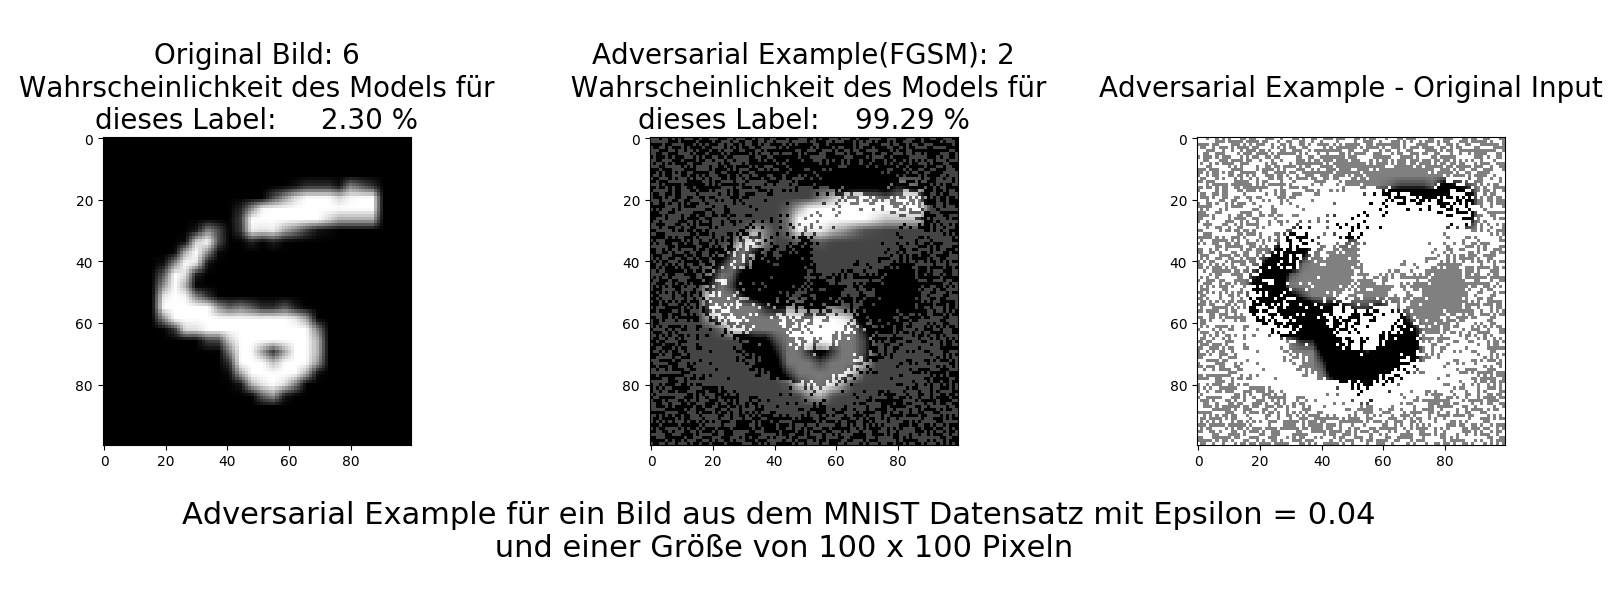 Original Bild: 6
Wahrscheinlichkeit des Models für
dieses Label: 2.30 %
0
20
40
60
80
0 20 40 60 80
Adversarial Example(FGSM): 2
Wahrscheinlichkeit des Models für
dieses Label: 99.29 %
0
20
40
60
80
0 20 40 60 80
Adversarial Example - Original Input
0
20
40
60
80
0 20 40 60 80
Adversarial Example für ein Bild aus dem MNIST Datensatz mit Epsilon = 0.04
und einer Größe von 100 x 100 Pixeln